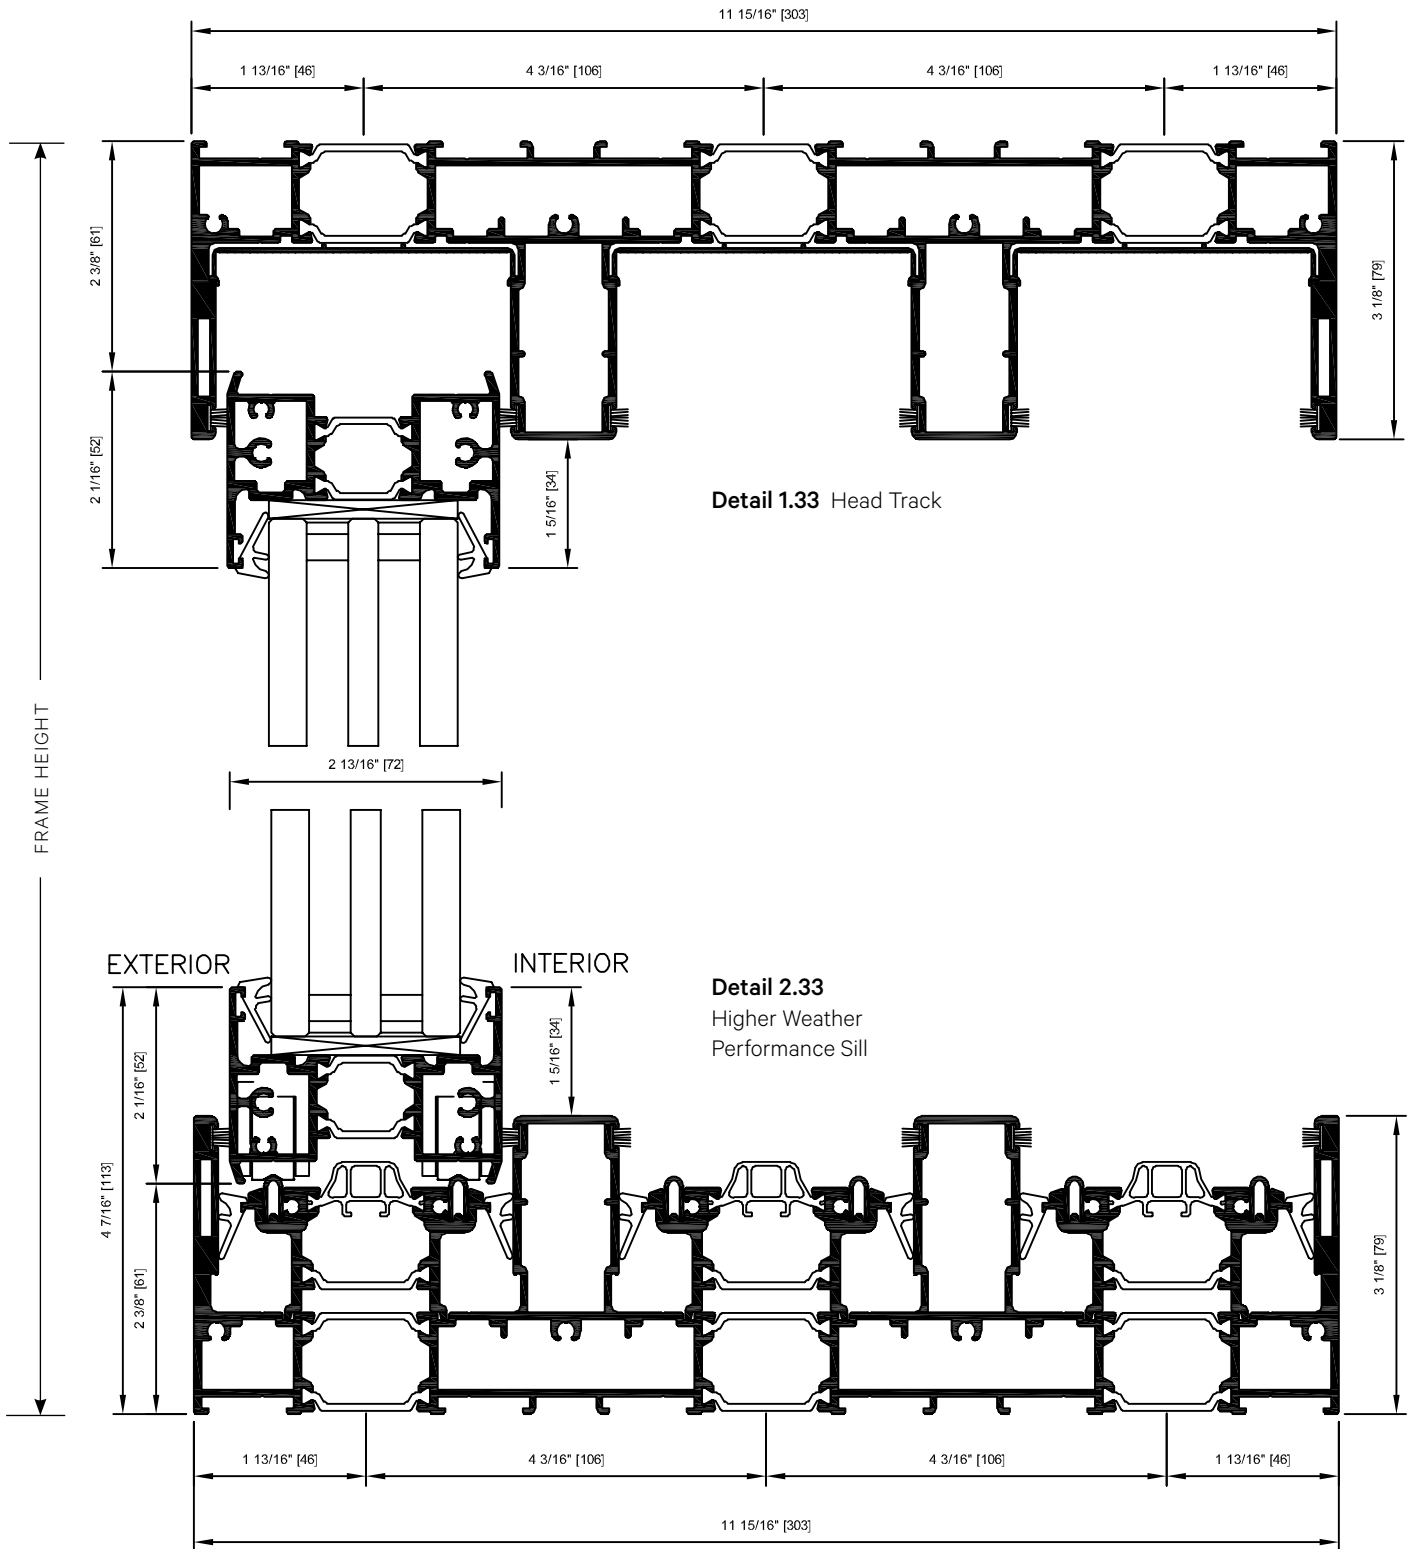 11 15/16" [303]
1 13/16" [46]
4 3/16" [106]
4 3/16" [106]
1 13/16" [46]
2 3/8" [61]
3 1/8" [79]
2 1/16" [52]
1 5/16" [34]
Detail 1.33 Head Track
FRAME HEIGHT
2 13/16" [72]
EXTERIOR
INTERIOR
Detail 2.33
Higher Weather
Performance Sill
1 5/16" [34]
2 1/16" [52]
4 7/16" [113]
2 3/8" [61]
3 1/8" [79]
1 13/16" [46]
4 3/16" [106]
4 3/16" [106]
1 13/16" [46]
11 15/16" [303]